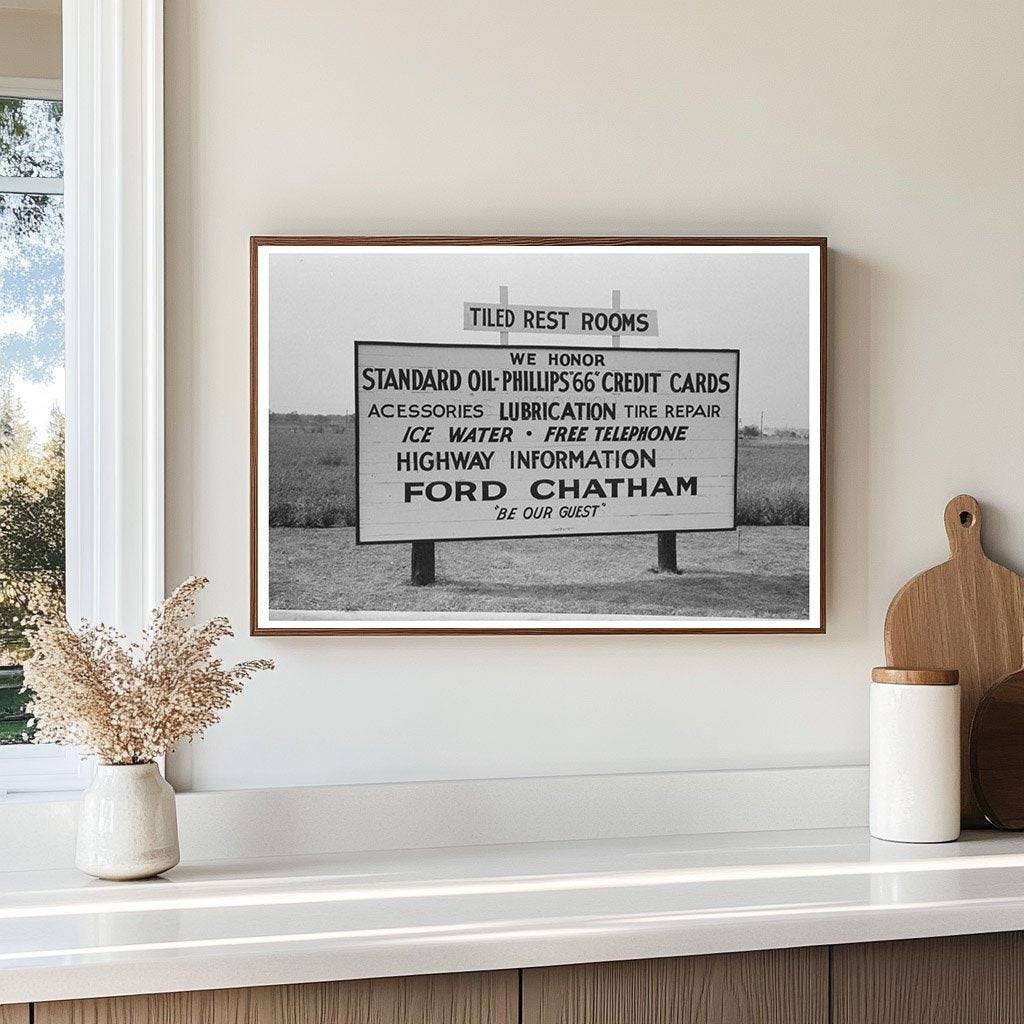 TILED REST ROOMS
WE HONOR
STANDARD OIL-PHILLIPS "66" CREDIT CARDS
ACESSORIES LUBRICATION TIRE REPAIR
ICE WATER • FREE TELEPHONE
HIGHWAY INFORMATION
FORD CHATHAM
"BE OUR GUEST"